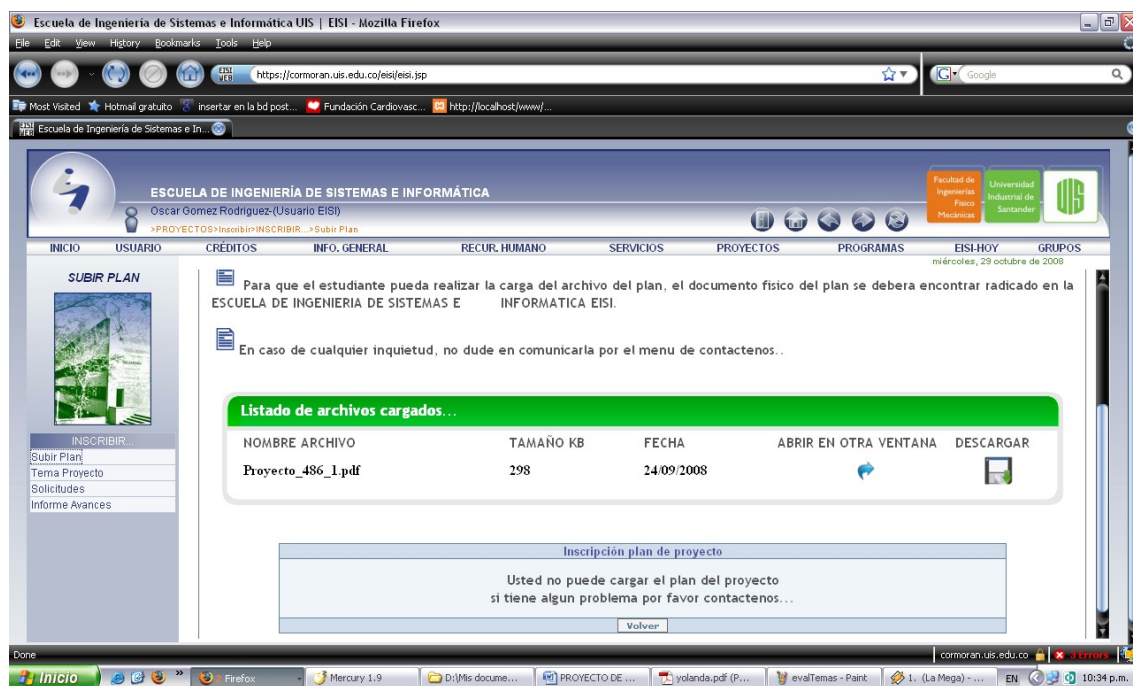 Escuela de Ingeniería de Sistemas e Informática UIS | EISI - Mozilla Firefox
File Edit View History Bookmarks Tools Help
EISI WEB https://cormoran.uis.edu.co/eisi/eisi.jsp Google
Most Visited Hotmail gratuito insertar en la bd post... Fundación Cardiovasc... http://localhost/www/...
Escuela de Ingeniería de Sistemas e In...
ESCUELA DE INGENIERÍA DE SISTEMAS E INFORMÁTICA
Oscar Gomez Rodriguez-(Usuario EISI)
>PROYECTOS>Inscribir>INSCRIBIR...>Subir Plan
Facultad de
Ingenierías
Físico
Mecánicas
Universidad
Industrial de
Santander
UIS
INICIO USUARIO CRÉDITOS INFO. GENERAL RECUR. HUMANO SERVICIOS PROYECTOS PROGRAMAS EISI-HOY GRUPOS
miércoles, 29 octubre de 2008
SUBIR PLAN
INSCRIBIR...
Subir Plan
Tema Proyecto
Solicitudes
Informe Avances
Para que el estudiante pueda realizar la carga del archivo del plan, el documento fisico del plan se debera encontrar radicado en la
ESCUELA DE INGENIERIA DE SISTEMAS E INFORMATICA EISI.
En caso de cualquier inquietud, no dude en comunicarla por el menu de contactenos..
Listado de archivos cargados...
NOMBRE ARCHIVO TAMAÑO KB FECHA ABRIR EN OTRA VENTANA DESCARGAR
Proyecto_486_1.pdf 298 24/09/2008
Inscripción plan de proyecto
Usted no puede cargar el plan del proyecto
si tiene algun problema por favor contactenos...
Volver
Done cormoran.uis.edu.co 3 Errors
Inicio » 2 Firefox Mercury 1.9 D:\Mis docume... PROYECTO DE ... yolanda.pdf (P... evalTemas - Paint 1. (La Mega) - ... EN 10:34 p.m.